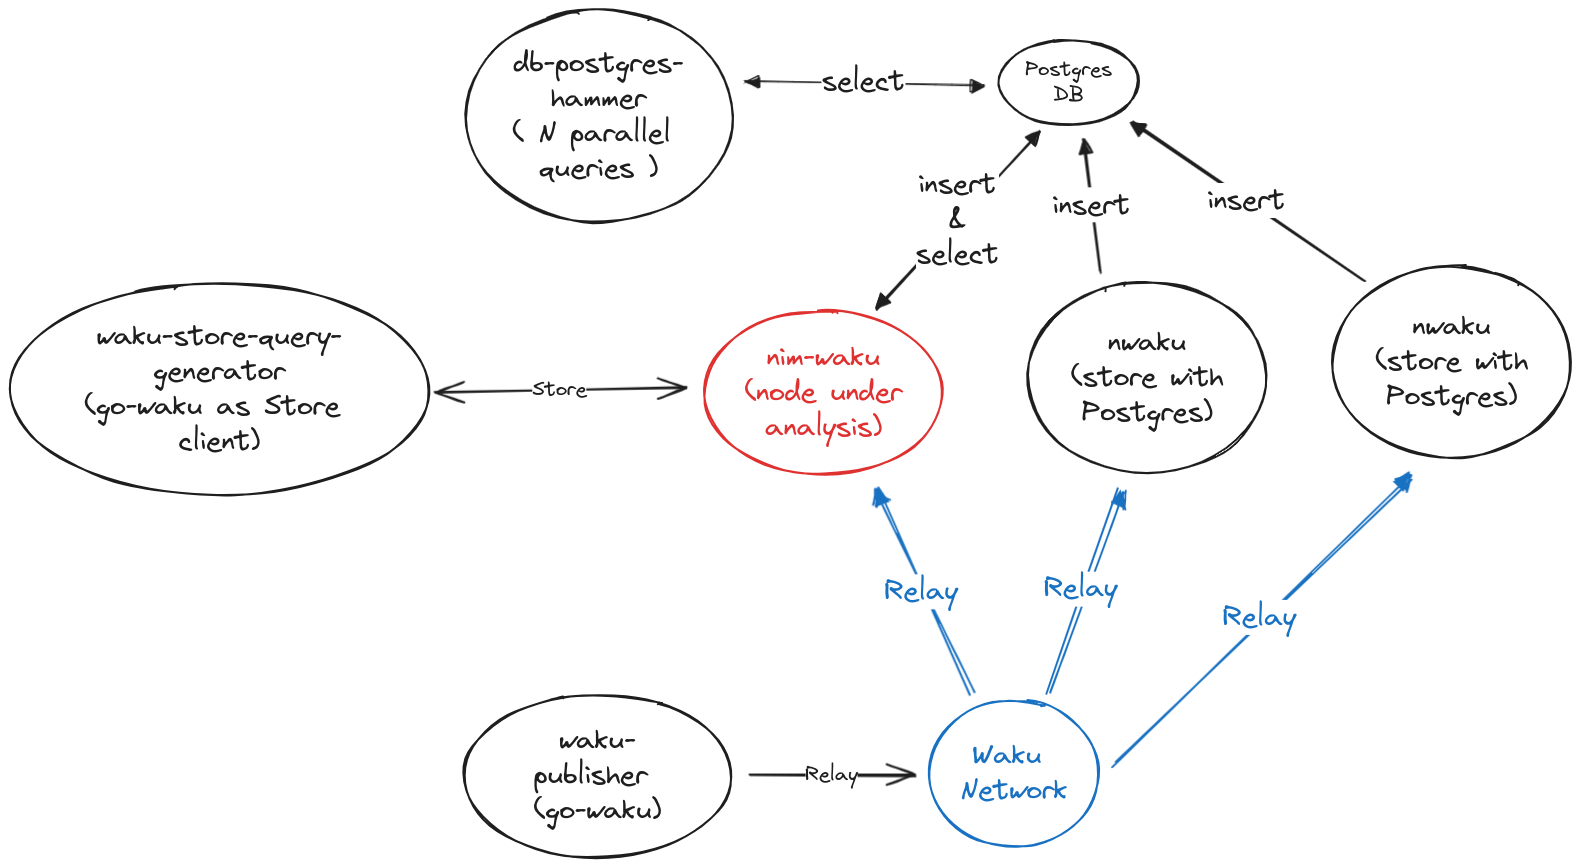 db-postgres-
hammer
( N parallel
queries )
select
Postgres
DB
insert
&
select
insert
insert
waku-store-query-
generator
(go-waku as Store
client)
Store
nim-waku
(node under
analysis)
nwaku
(store with
Postgres)
nwaku
(store with
Postgres)
Relay
Relay
Relay
waku-
publisher
(go-waku)
Relay
Waku
Network